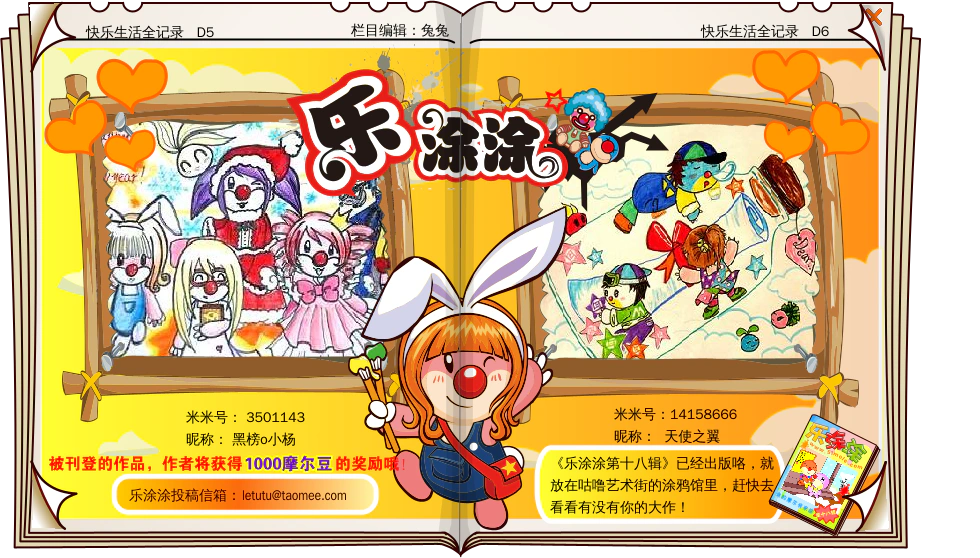 快乐生活全记录 D5
栏目编辑：兔兔
快乐生活全记录 D6
乐涂涂
year!
1 year
米米号： 3501143
昵称： 黑榜o小杨
被刊登的作品，作者将获得1000摩尔豆的奖励哦！
乐涂涂投稿信箱：letutu@taomee.com
米米号：14158666
昵称： 天使之翼
《乐涂涂第十八辑》已经出版咯，就
放在咕噜艺术街的涂鸦馆里，赶快去
看看有没有你的大作！
乐乐涂